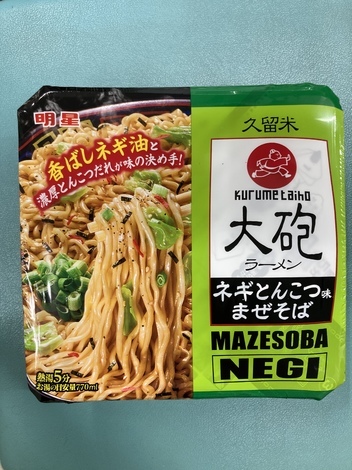 明星
香ばしネギ油と
濃厚とんこつだれが味の決め手!
熱湯5分
お湯の目安量770ml
久留米
kurume taiho
大砲
ラーメン
ネギとんこつ味
まぜそば
MAZESOBA
NEGI